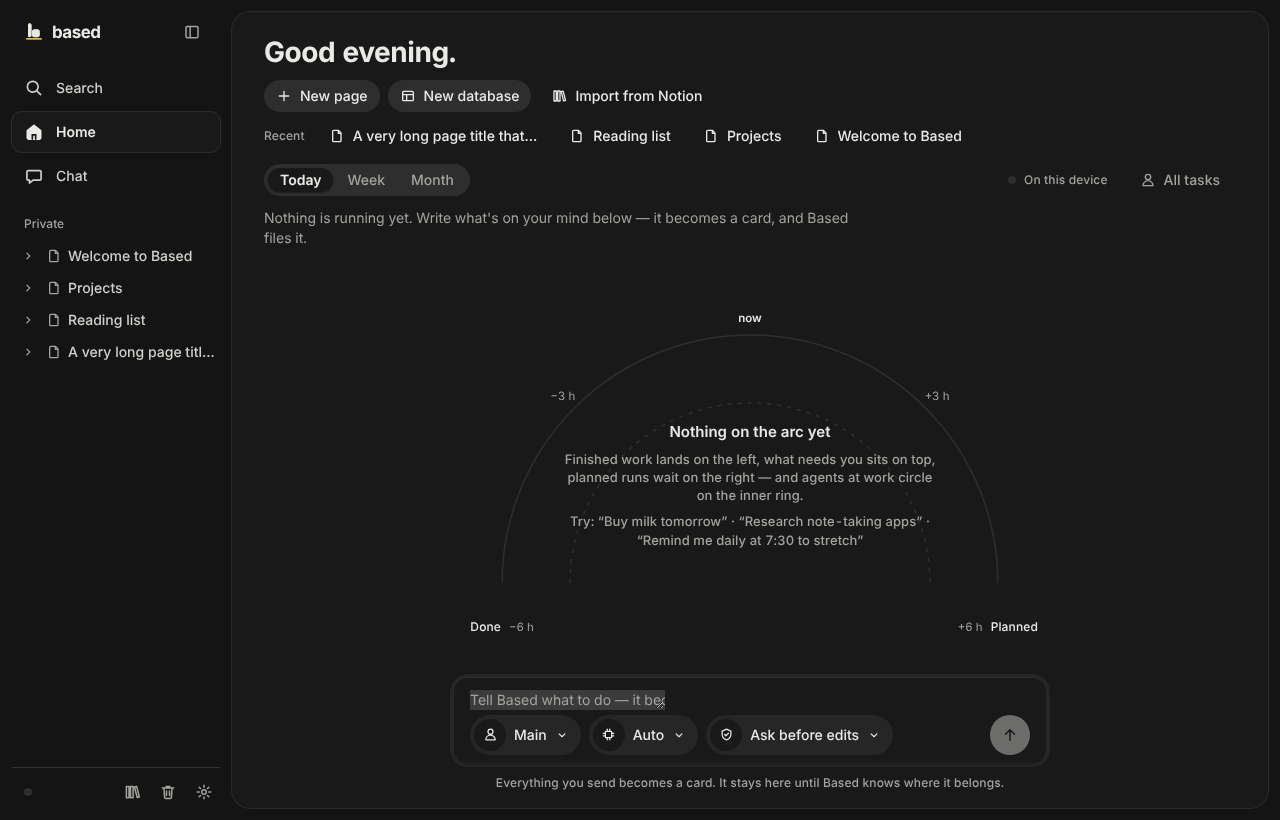 based
Search
Home
Chat
Private
Welcome to Based
Projects
Reading list
A very long page titl...
Good evening.
New page
New database
Import from Notion
Recent
A very long page title that...
Reading list
Projects
Welcome to Based
Today
Week
Month
On this device
All tasks
Nothing is running yet. Write what's on your mind below — it becomes a card, and Based
files it.
now
−3 h
+3 h
Nothing on the arc yet
Finished work lands on the left, what needs you sits on top,
planned runs wait on the right — and agents at work circle
on the inner ring.
Try: “Buy milk tomorrow” · “Research note-taking apps” ·
“Remind me daily at 7:30 to stretch”
Done −6 h
+6 h Planned
Tell Based what to do — it bec
Main
Auto
Ask before edits
Everything you send becomes a card. It stays here until Based knows where it belongs.